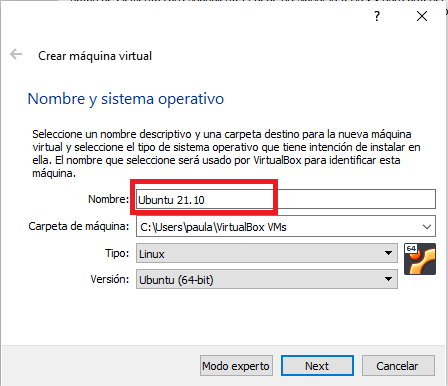 ?
Crear máquina virtual
Nombre y sistema operativo
Seleccione un nombre descriptivo y una carpeta destino para la nueva máquina
virtual y seleccione el tipo de sistema operativo que tiene intención de instalar en
ella. El nombre que seleccione será usado por VirtualBox para identificar esta
máquina.
Nombre: Ubuntu 21.10
Carpeta de máquina: C:\Users\paula\VirtualBox VMs
Tipo: Linux
64
Versión: Ubuntu (64-bit)
Modo experto Next Cancelar